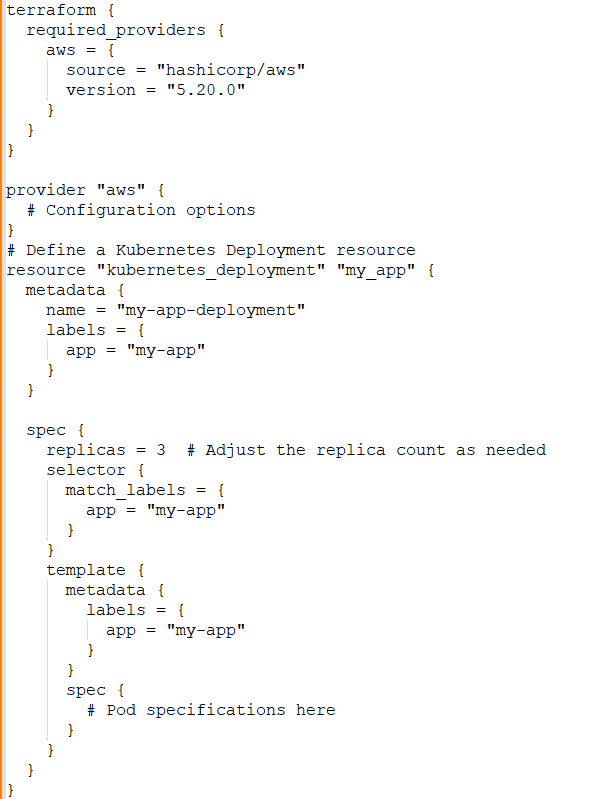 terraform {
  required_providers {
    aws = {
      source = "hashicorp/aws"
      version = "5.20.0"
    }
  }
}

provider "aws" {
  # Configuration options
}
# Define a Kubernetes Deployment resource
resource "kubernetes_deployment" "my_app" {
  metadata {
    name = "my-app-deployment"
    labels = {
      app = "my-app"
    }
  }

  spec {
    replicas = 3  # Adjust the replica count as needed
    selector {
      match_labels = {
        app = "my-app"
      }
    }
    template {
      metadata {
        labels = {
          app = "my-app"
        }
      }
      spec {
        # Pod specifications here
      }
    }
  }
}